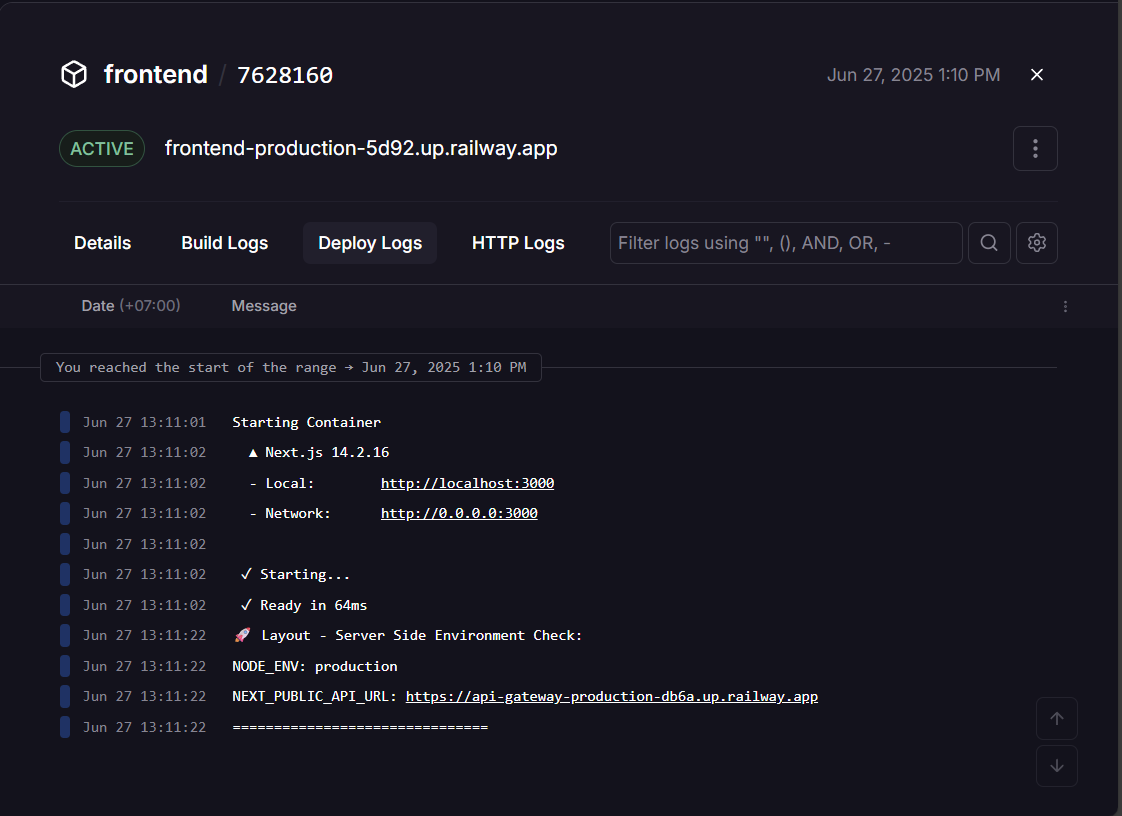 frontend / 7628160
Jun 27, 2025 1:10 PM
ACTIVE
frontend-production-5d92.up.railway.app
Details Build Logs Deploy Logs HTTP Logs
Filter logs using "", (), AND, OR, -
Date (+07:00) Message
You reached the start of the range → Jun 27, 2025 1:10 PM
Jun 27 13:11:01 Starting Container
Jun 27 13:11:02 ▲ Next.js 14.2.16
Jun 27 13:11:02 - Local: http://localhost:3000
Jun 27 13:11:02 - Network: http://0.0.0.0:3000
Jun 27 13:11:02
Jun 27 13:11:02 ✓ Starting...
Jun 27 13:11:02 ✓ Ready in 64ms
Jun 27 13:11:22 🚀 Layout - Server Side Environment Check:
Jun 27 13:11:22 NODE_ENV: production
Jun 27 13:11:22 NEXT_PUBLIC_API_URL: https://api-gateway-production-db6a.up.railway.app
Jun 27 13:11:22 ===============================